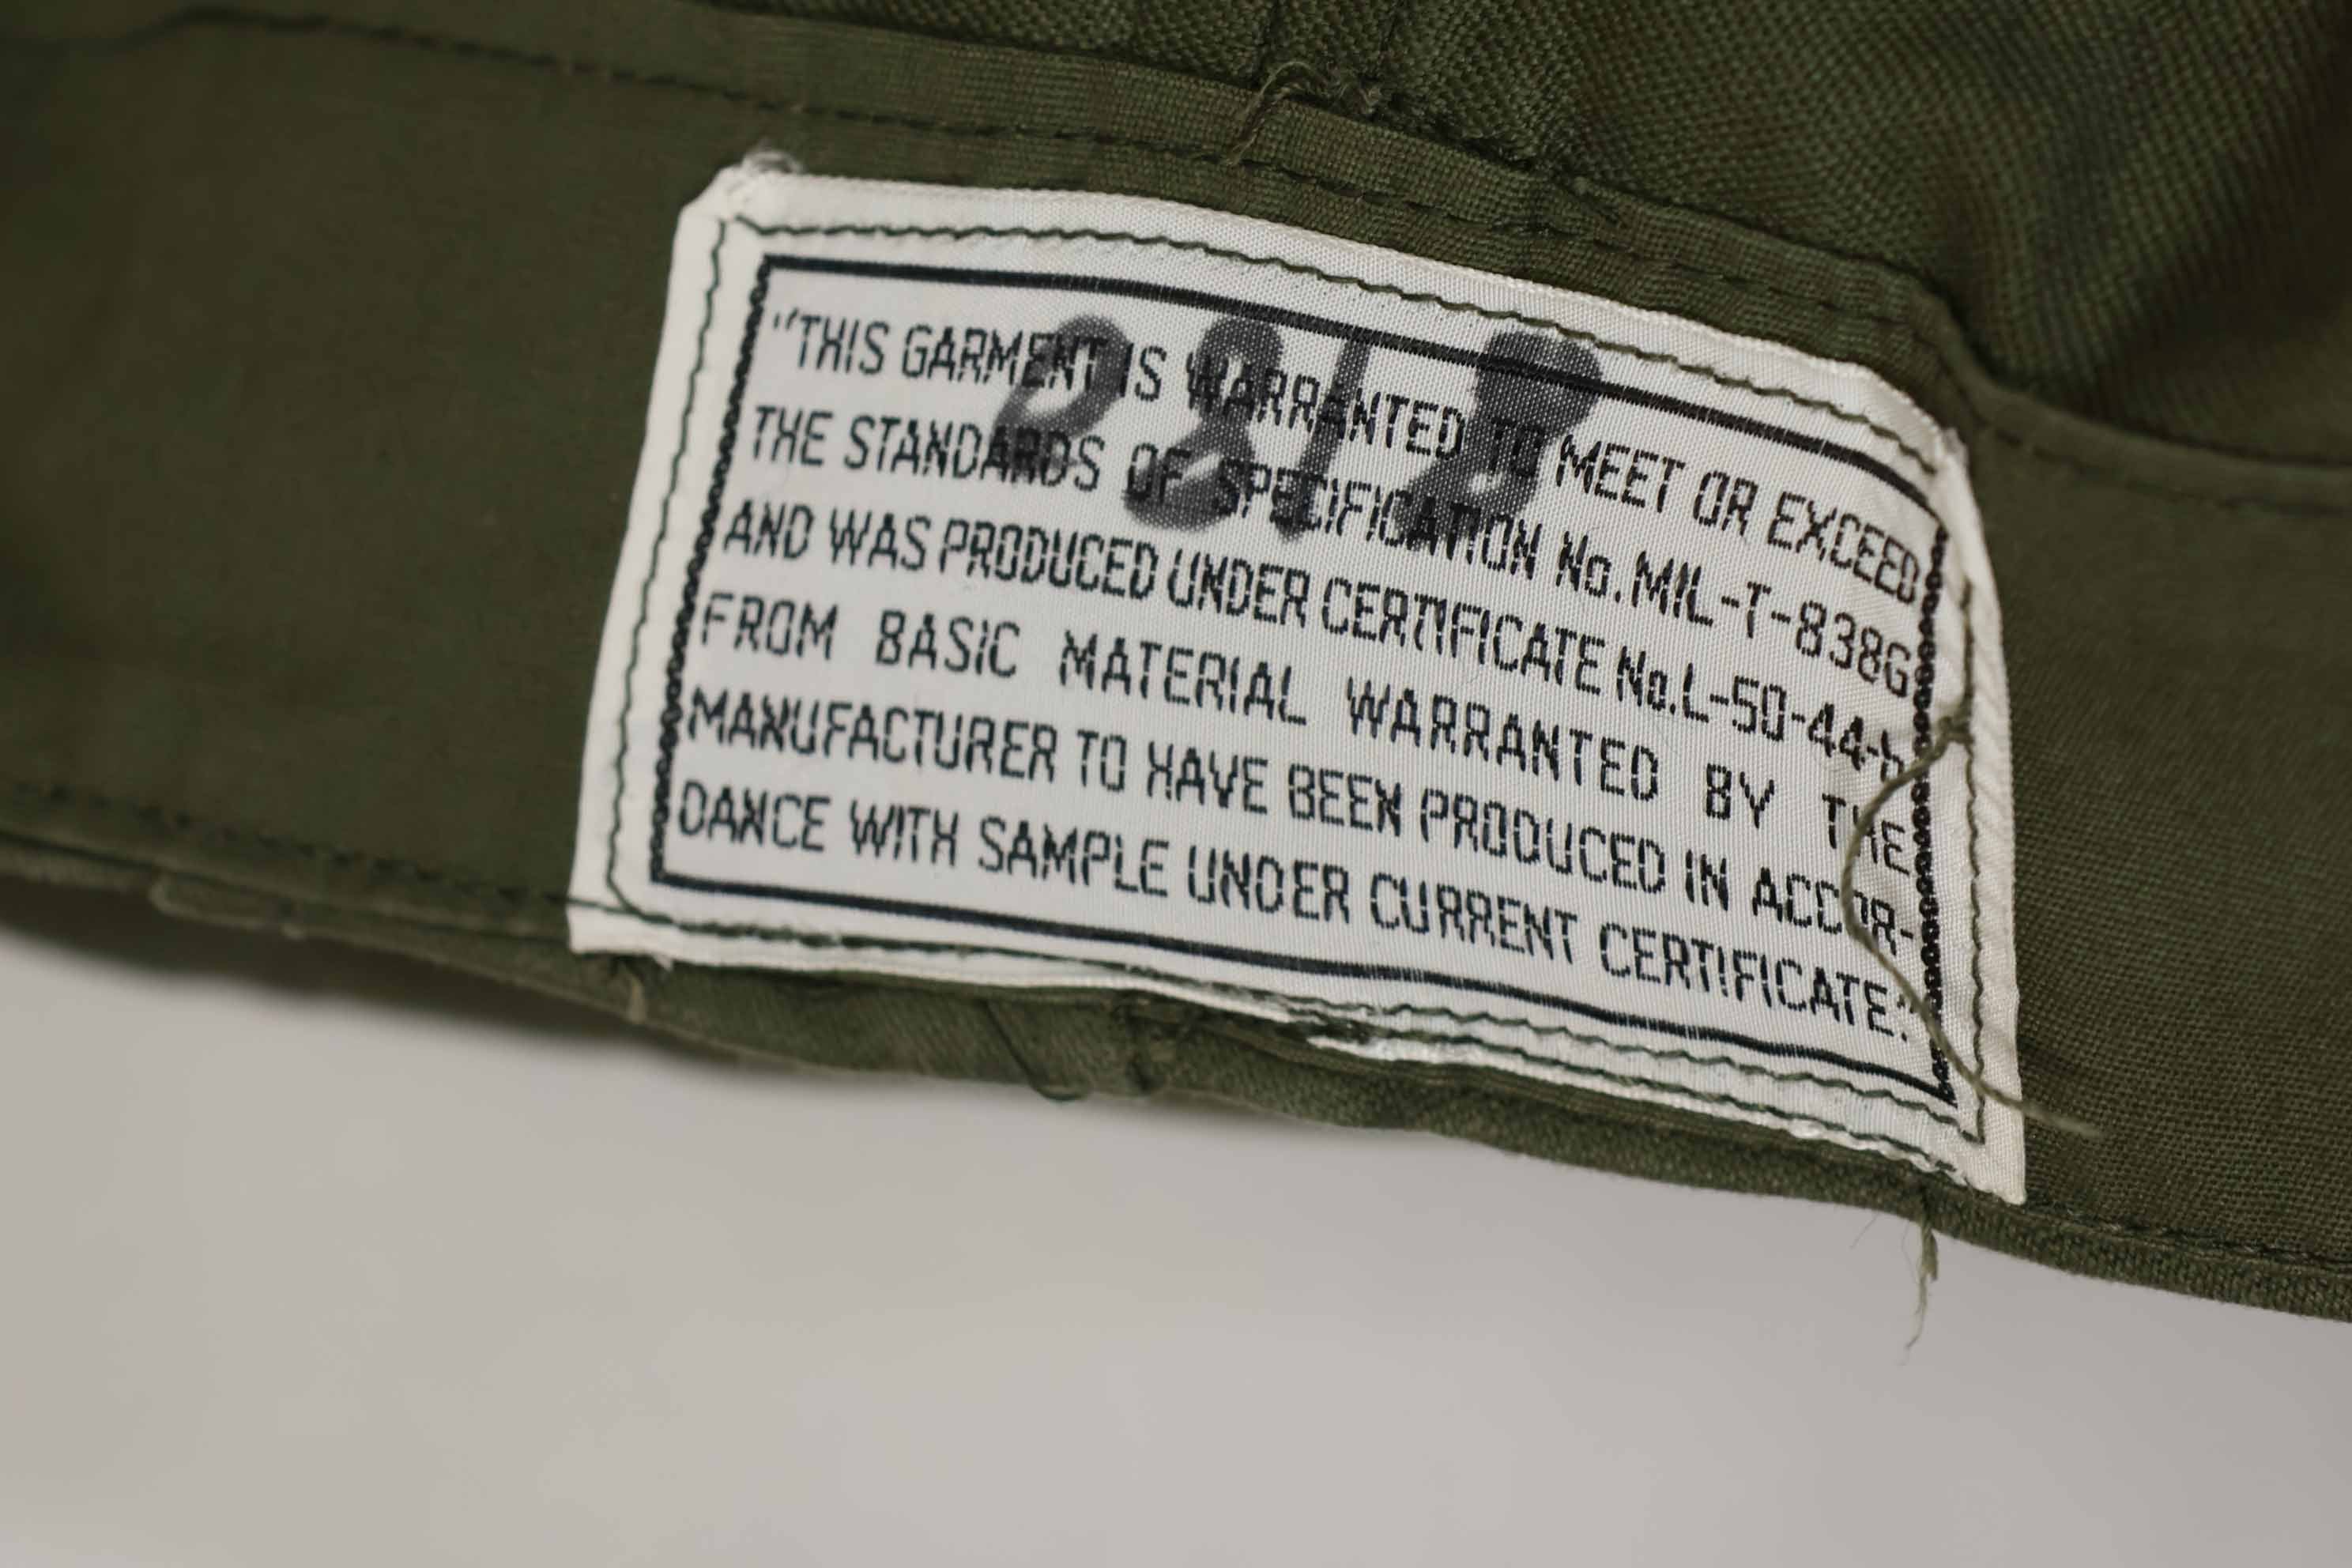 "THIS GARMENT IS WARRANTED TO MEET OR EXCEED
THE STANDARDS OF SPECIFICATION No. MIL-T-838G
AND WAS PRODUCED UNDER CERTIFICATE No. L-50-44-
FROM BASIC MATERIAL WARRANTED BY THE
MANUFACTURER TO HAVE BEEN PRODUCED IN ACCOR-
DANCE WITH SAMPLE UNDER CURRENT CERTIFICATE."